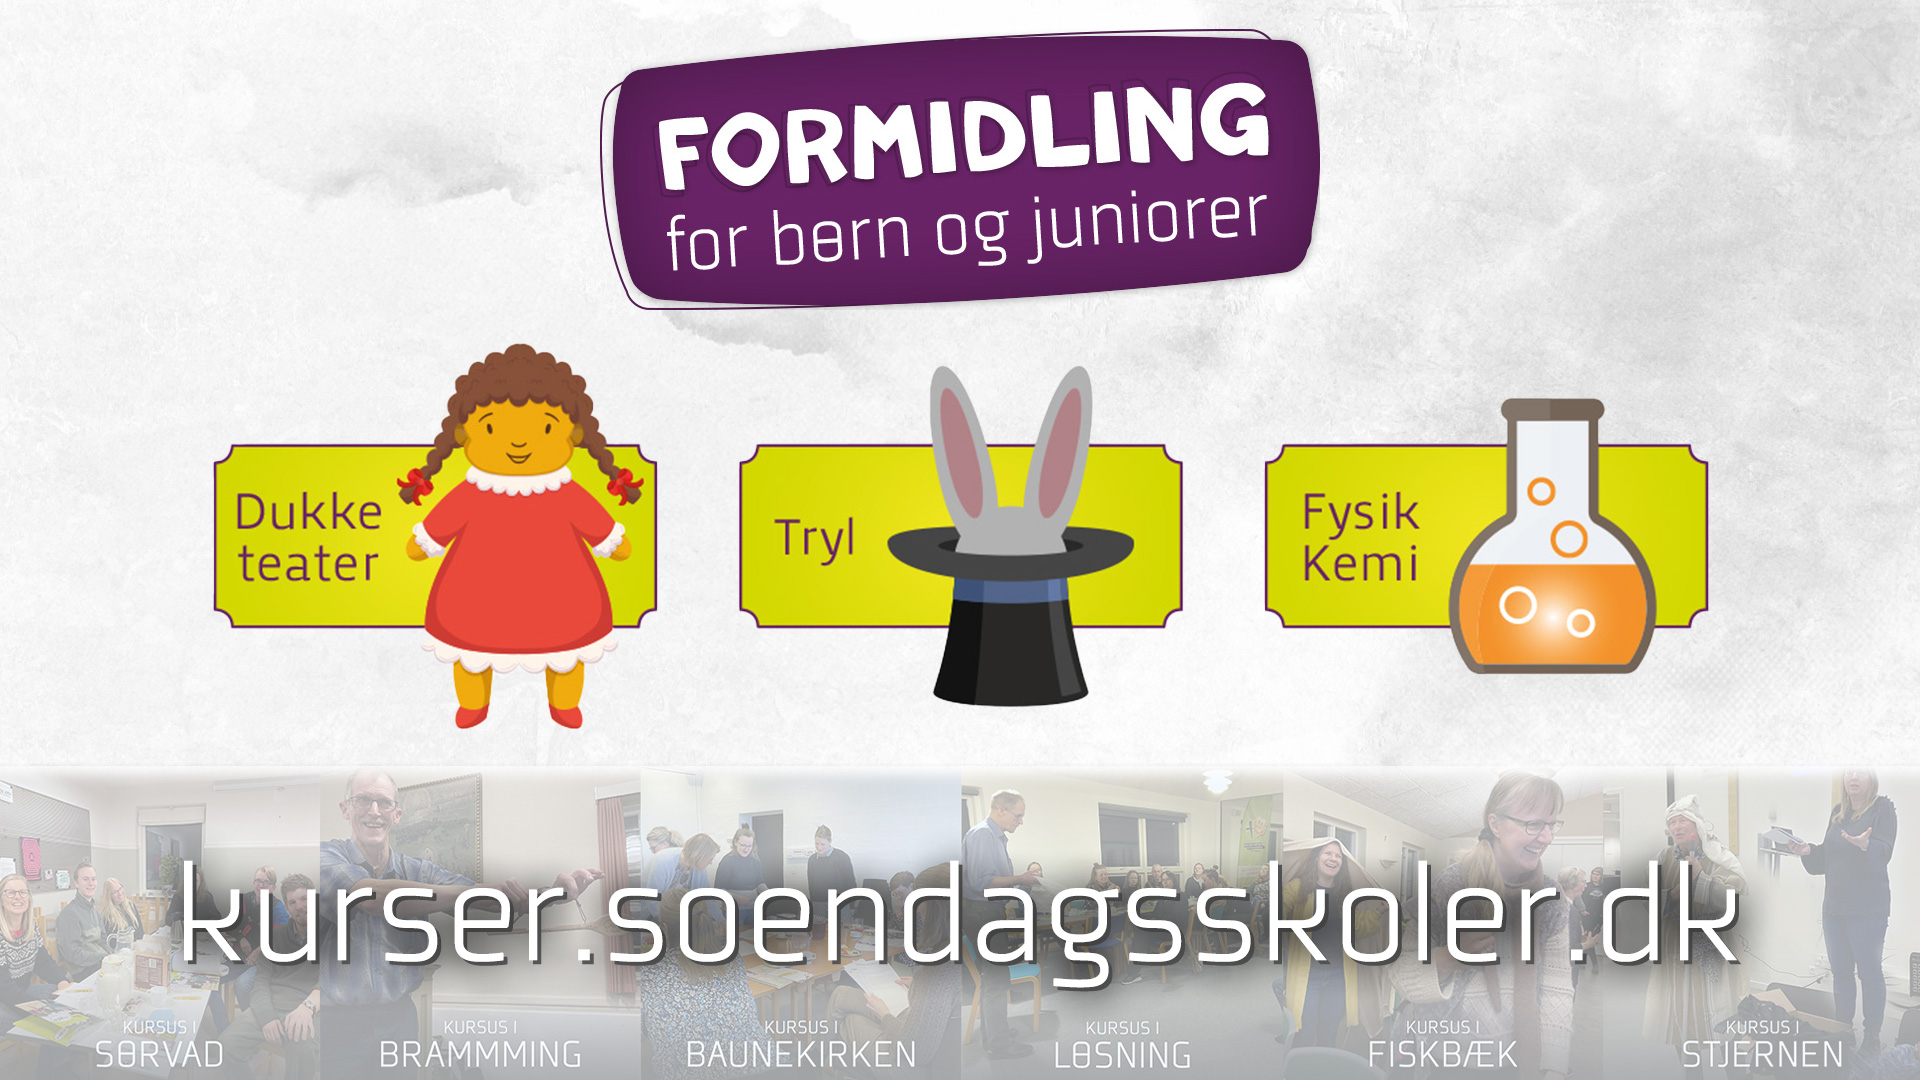 FORMIDLING
for børn og juniorer
Dukke
teater
Tryl
Fysik
Kemi
kurser.soendagsskoler.dk
KURSUS I
SØRVAD
KURSUS I
BRAMMMING
KURSUS I
BAUNEKIRKEN
KURSUS I
LØSNING
KURSUS I
FISKBÆK
KURSUS I
STJERNEN